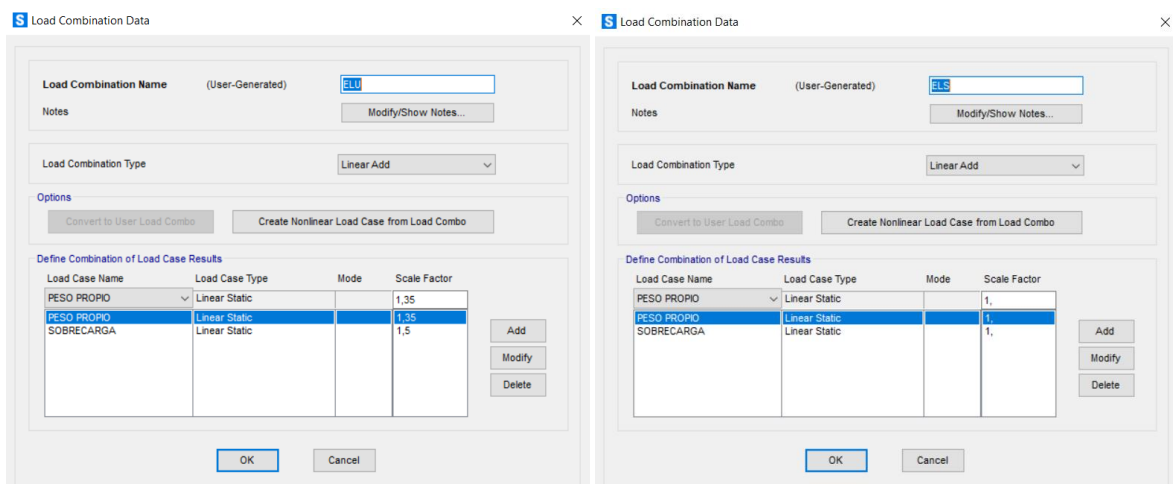 S Load Combination Data
Load Combination Name (User-Generated) ELU
Notes Modify/Show Notes...
Load Combination Type Linear Add
Options
Convert to User Load Combo Create Nonlinear Load Case from Load Combo
Define Combination of Load Case Results
Load Case Name Load Case Type Mode Scale Factor
PESO PROPIO Linear Static 1,35
PESO PROPIO Linear Static 1,35
SOBRECARGA Linear Static 1,5
Add
Modify
Delete
OK Cancel
S Load Combination Data
Load Combination Name (User-Generated) ELS
Notes Modify/Show Notes...
Load Combination Type Linear Add
Options
Convert to User Load Combo Create Nonlinear Load Case from Load Combo
Define Combination of Load Case Results
Load Case Name Load Case Type Mode Scale Factor
PESO PROPIO Linear Static 1,
PESO PROPIO Linear Static 1,
SOBRECARGA Linear Static 1,
Add
Modify
Delete
OK Cancel